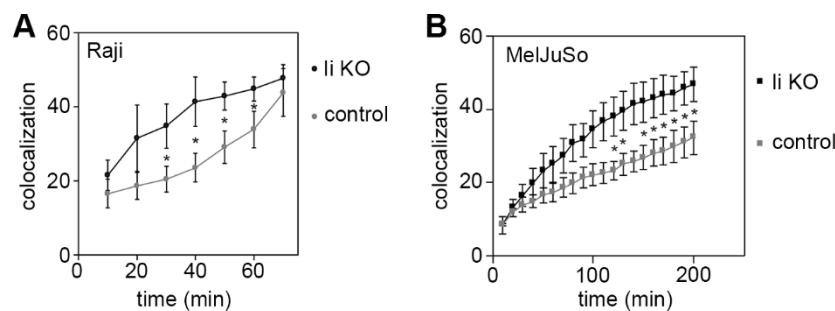 A
Raji
Ii KO
control
colocalization
60
40
20
0
20
40
60
time (min)
*
*
*
*
B
MelJuSo
Ii KO
control
colocalization
60
40
20
0
0
100
200
time (min)
* * * * * * * *